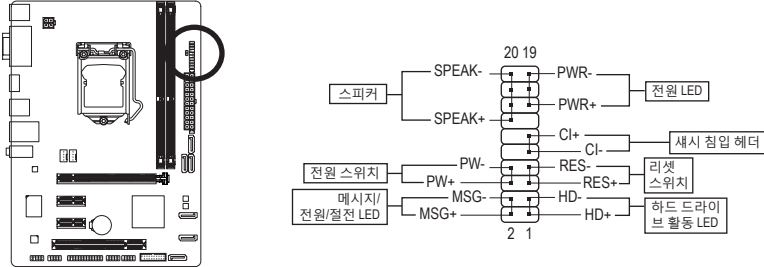 20 19
SPEAK- PWR-
스피커 전원 LED
PWR+
SPEAK+
CI+
섀시 침입 헤더
CI-
PW- RES-
전원 스위치 리셋
스위치
PW+ RES+
메시지/
전원/절전 LED
MSG- HD-
하드 드라이
브 활동 LED
MSG+ HD+
2 1